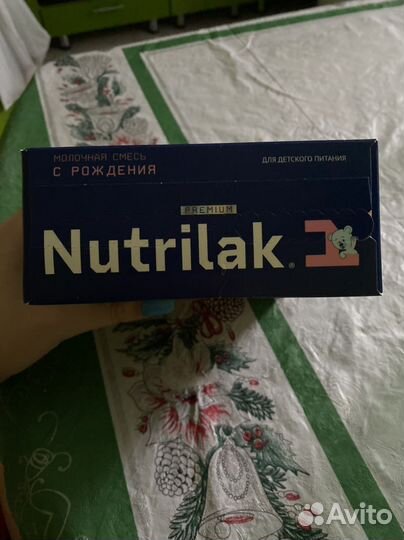 МОЛОЧНАЯ СМЕСЬ
С РОЖДЕНИЯ
ДЛЯ ДЕТСКОГО ПИТАНИЯ
PREMIUM
Nutrilak® 1
Avito